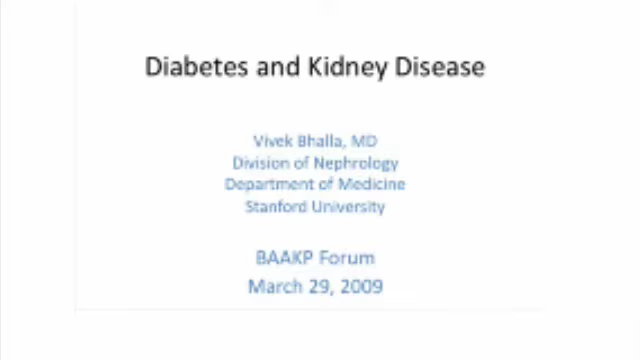 Diabetes and Kidney Disease
Vivek Bhalla, MD
Division of Nephrology
Department of Medicine
Stanford University
BAAKP Forum
March 29, 2009